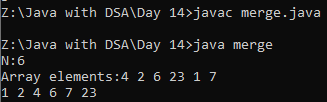 Z:\Java with DSA\Day 14>javac merge.java
Z:\Java with DSA\Day 14>java merge
N:6
Array elements:4 2 6 23 1 7
1 2 4 6 7 23